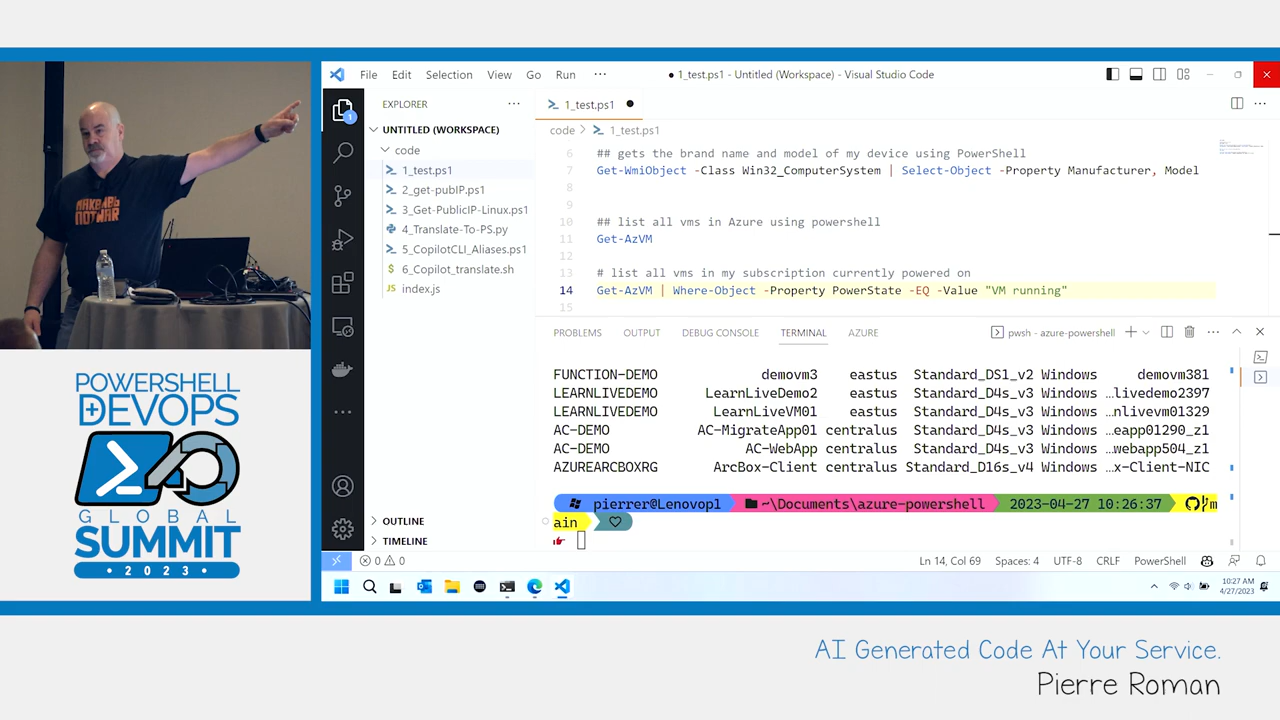 File Edit Selection View Go Run ···
1_test.ps1 - Untitled (Workspace) - Visual Studio Code
EXPLORER
UNTITLED (WORKSPACE)
code
1_test.ps1
2_get-pubIP.ps1
3_Get-PublicIP-Linux.ps1
4_Translate-To-PS.py
5_CopilotCLI_Aliases.ps1
$ 6_Copilot_translate.sh
JS index.js
OUTLINE
TIMELINE
1_test.ps1
code > 1_test.ps1
6 ## gets the brand name and model of my device using PowerShell
7 Get-WmiObject -Class Win32_ComputerSystem | Select-Object -Property Manufacturer, Model
8
9
10 ## list all vms in Azure using powershell
11 Get-AzVM
12
13 # list all vms in my subscription currently powered on
14 Get-AzVM | Where-Object -Property PowerState -EQ -Value "VM running"
15
PROBLEMS OUTPUT DEBUG CONSOLE TERMINAL AZURE
pwsh - azure-powershell
FUNCTION-DEMO demovm3 eastus Standard_DS1_v2 Windows demovm381
LEARNLIVEDEMO LearnLiveDemo2 eastus Standard_D4s_v3 Windows …livedemo2397
LEARNLIVEDEMO LearnLiveVM01 eastus Standard_D4s_v3 Windows …nlivevm01329
AC-DEMO AC-MigrateApp01 centralus Standard_D4s_v3 Windows …eapp01290_z1
AC-DEMO AC-WebApp centralus Standard_D4s_v3 Windows …webapp504_z1
AZUREARCBOXRG ArcBox-Client centralus Standard_D16s_v4 Windows …x-Client-NIC
pierrer@Lenovop1 ~\Documents\azure-powershell 2023-04-27 10:26:37 m
ain
0 0
Ln 14, Col 69 Spaces: 4 UTF-8 CRLF PowerShell
10:27 AM
4/27/2023
MAKE
NOT WAR
POWERSHELL
+DEVOPS
GLOBAL
SUMMIT
• 2023 •
AI Generated Code At Your Service.
Pierre Roman